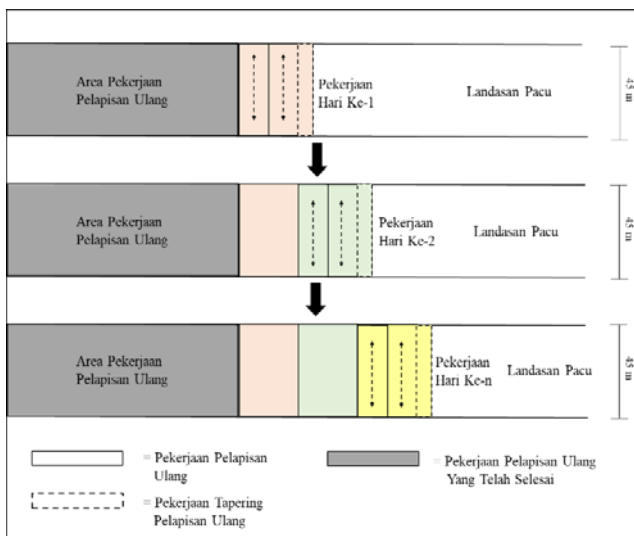 Area Pekerjaan
Pelapisan Ulang
Pekerjaan
Hari Ke-1
Landasan Pacu
45 m
Area Pekerjaan
Pelapisan Ulang
Pekerjaan
Hari Ke-2
Landasan Pacu
45 m
Area Pekerjaan
Pelapisan Ulang
Pekerjaan
Hari Ke-n
Landasan Pacu
45 m
= Pekerjaan Pelapisan
Ulang
= Pekerjaan Pelapisan Ulang
Yang Telah Selesai
= Pekerjaan Tapering
Pelapisan Ulang